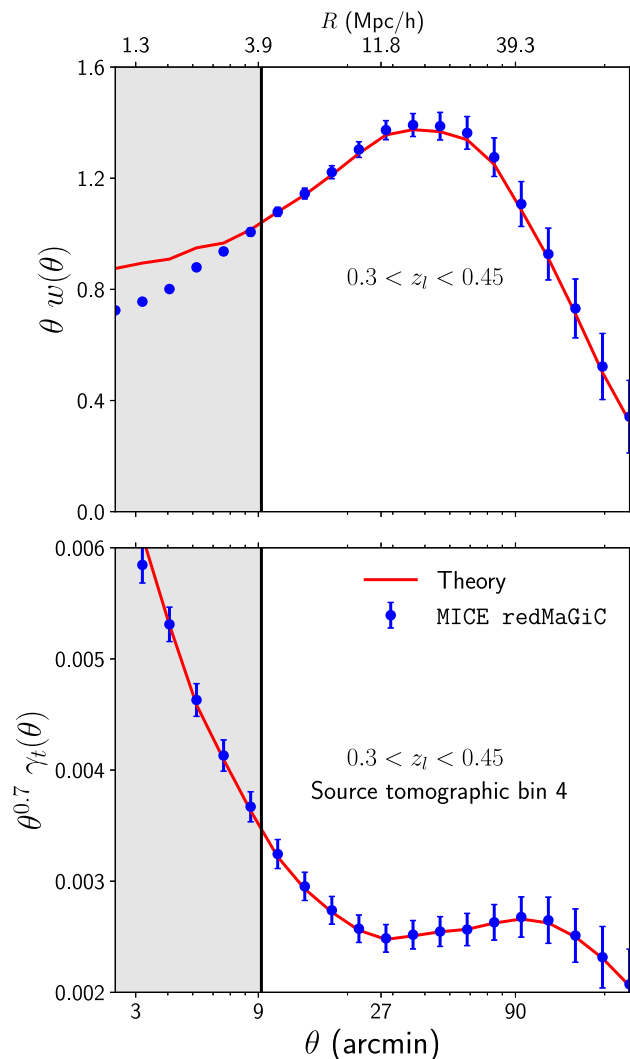 R (Mpc/h)
1.3 3.9 11.8 39.3
1.6
1.2
0.8
0.4
0.0
θ w(θ)
0.3 < z_l < 0.45
0.006
0.005
0.004
0.003
0.002
θ^0.7 γ_t(θ)
Theory
MICE redMaGiC
0.3 < z_l < 0.45
Source tomographic bin 4
3 9 27 90
θ (arcmin)